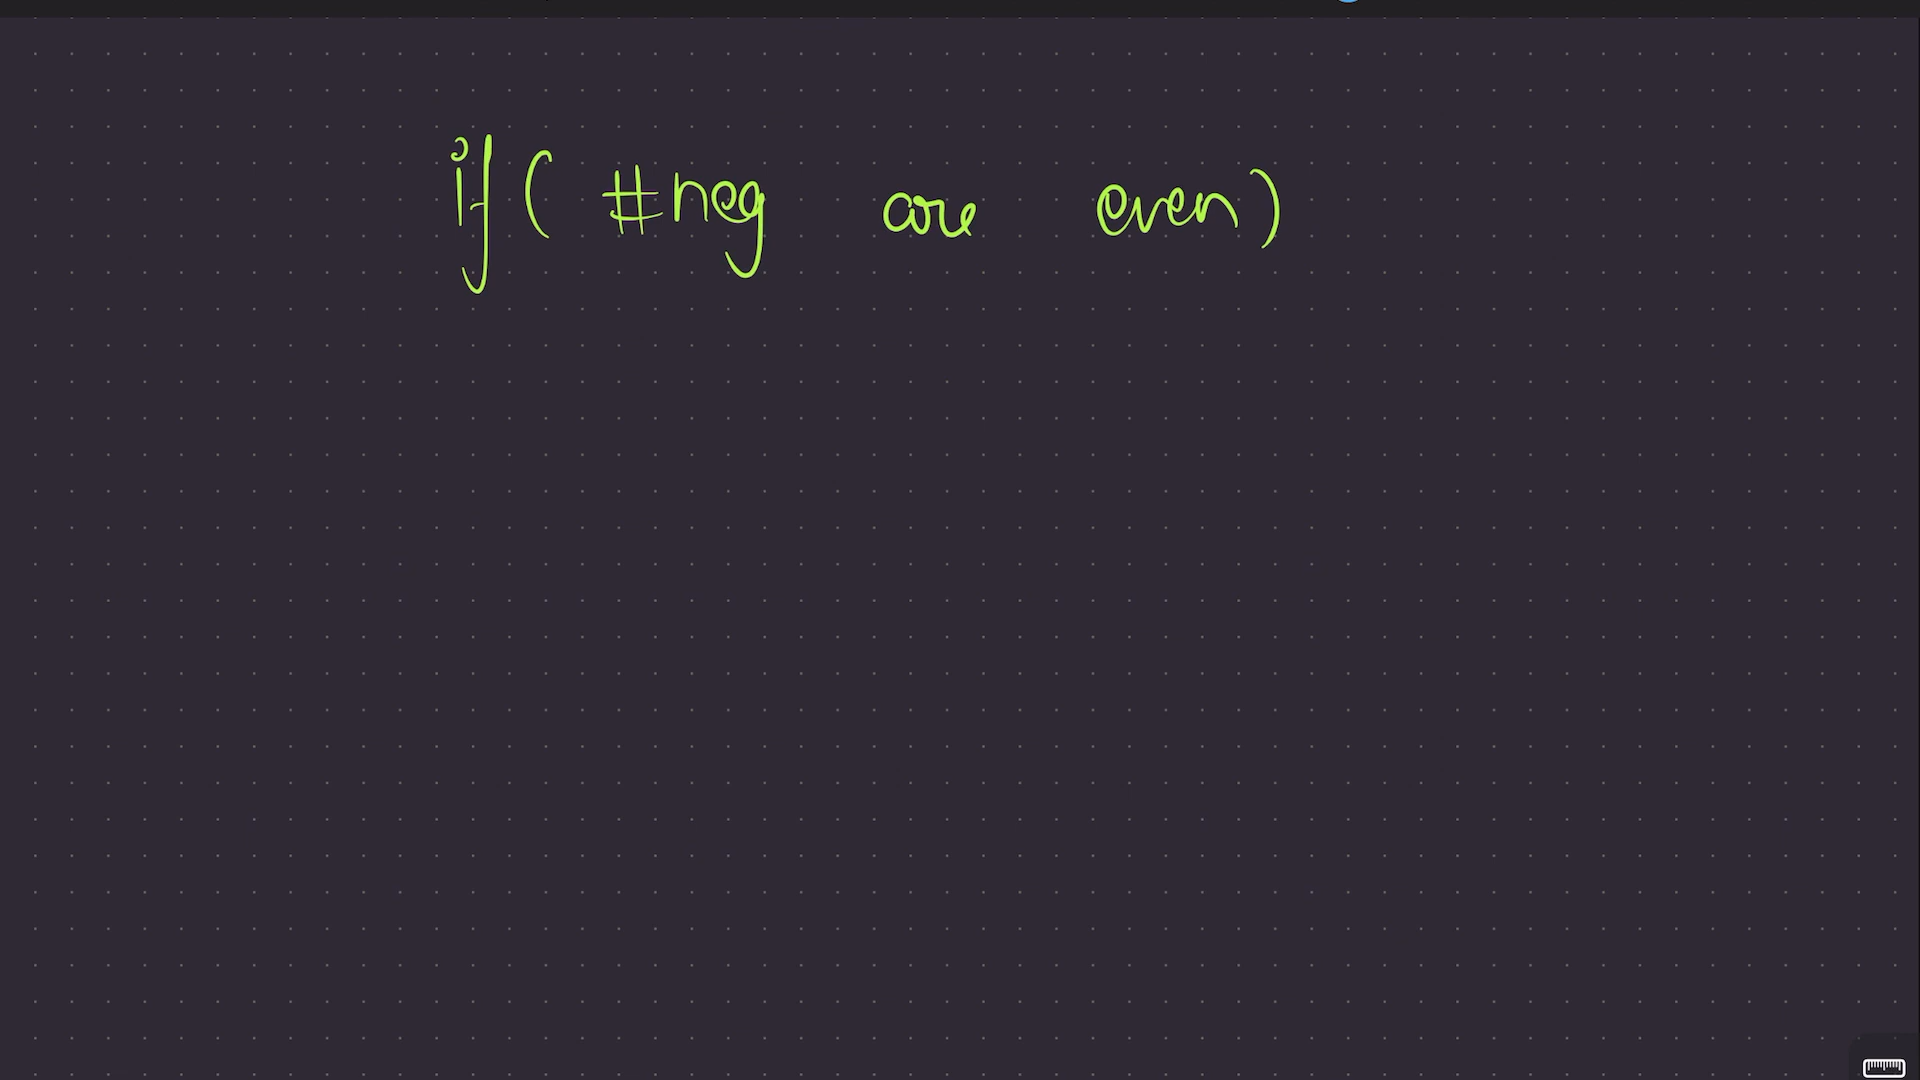 if ( #neg are even)